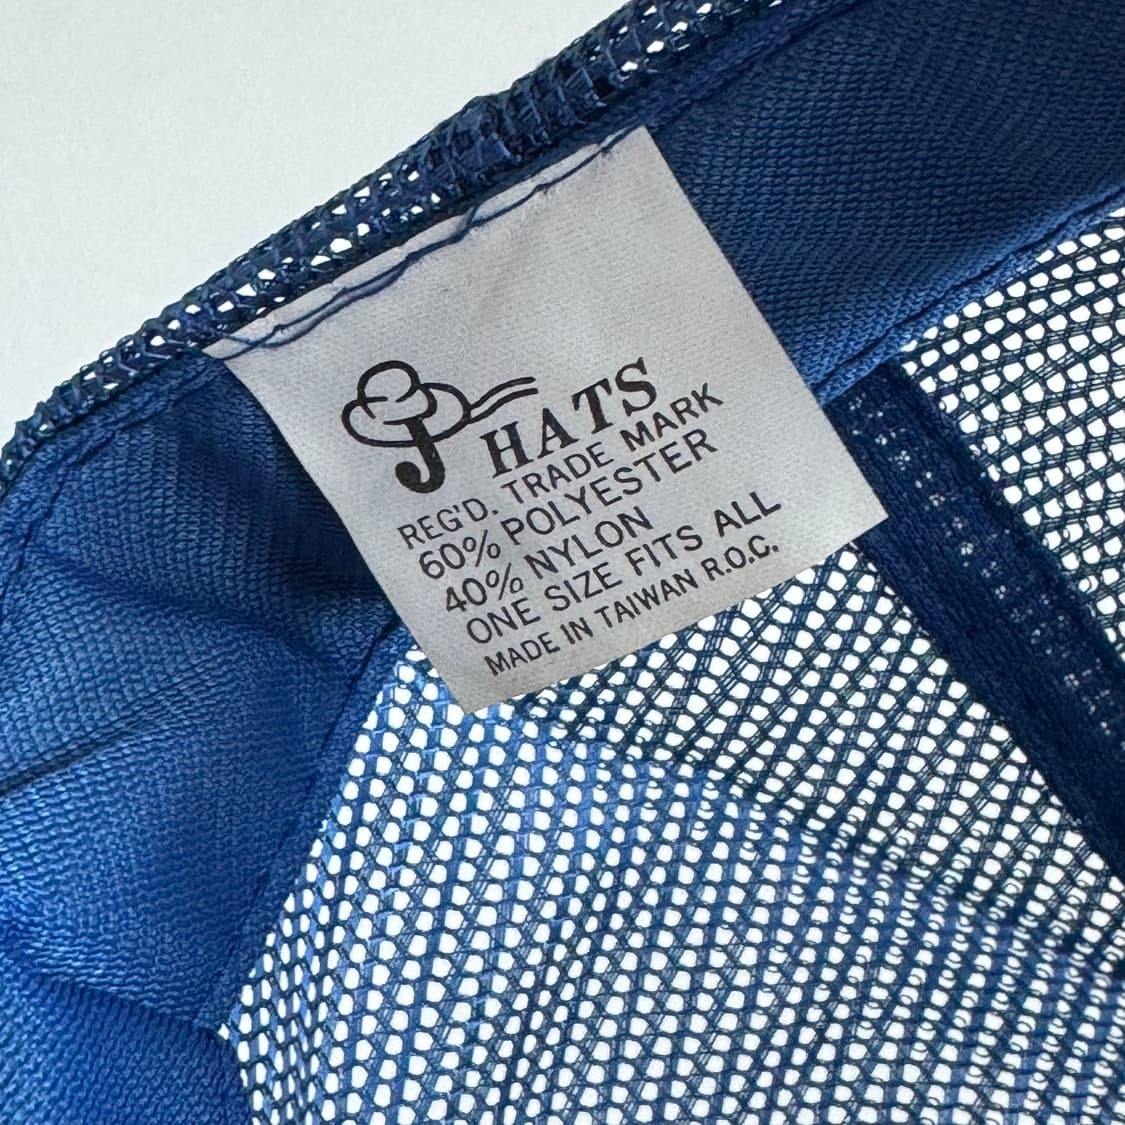 J HATS
REG'D. TRADE MARK
60% POLYESTER
40% NYLON
ONE SIZE FITS ALL
MADE IN TAIWAN R.O.C.